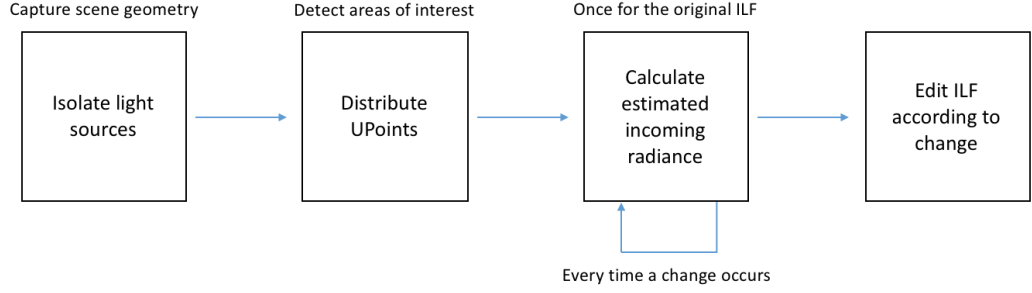 Capture scene geometry
Detect areas of interest
Once for the original ILF
Isolate light
sources
Distribute
UPoints
Calculate
estimated
incoming
radiance
Edit ILF
according to
change
Every time a change occurs